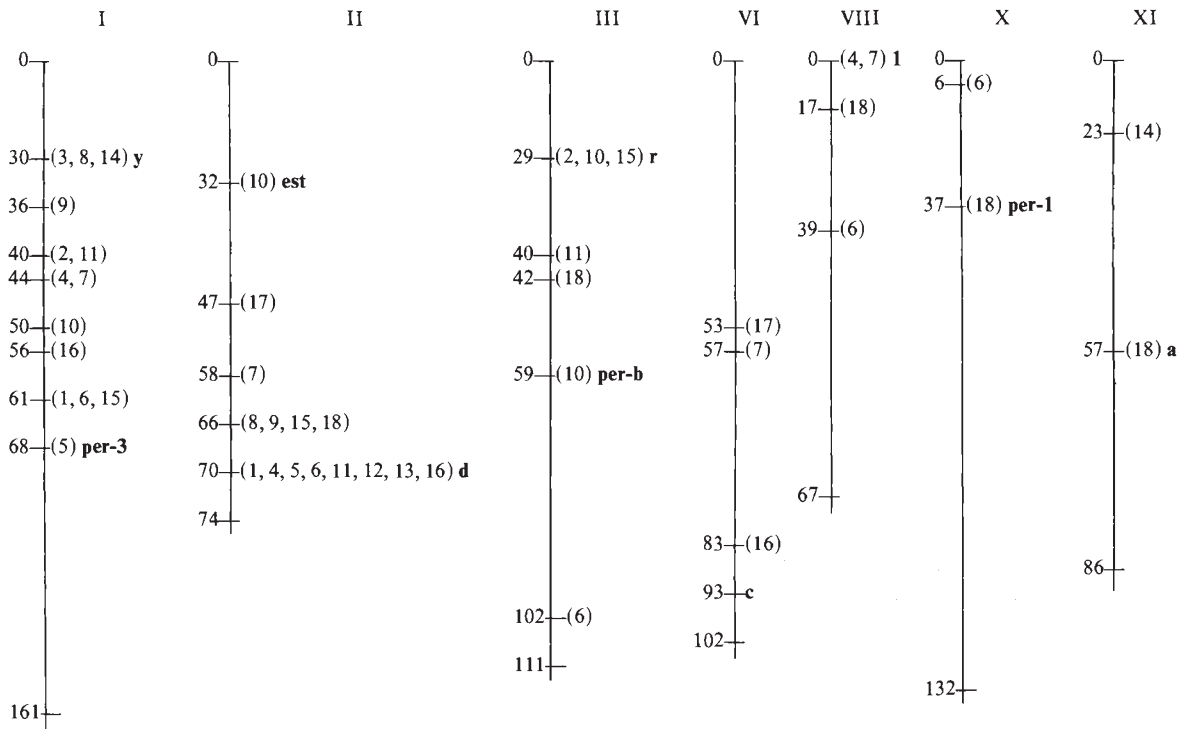 I II III VI VIII X XI
0
30 (3, 8, 14) y
36 (9)
40 (2, 11)
44 (4, 7)
50 (10)
56 (16)
61 (1, 6, 15)
68 (5) per-3
161
0
32 (10) est
47 (17)
58 (7)
66 (8, 9, 15, 18)
70 (1, 4, 5, 6, 11, 12, 13, 16) d
74
0
29 (2, 10, 15) r
40 (11)
42 (18)
59 (10) per-b
102 (6)
111
0
53 (17)
57 (7)
83 (16)
93 c
102
0 (4, 7) l
17 (18)
39 (6)
67
0
6 (6)
37 (18) per-1
132
0
23 (14)
57 (18) a
86